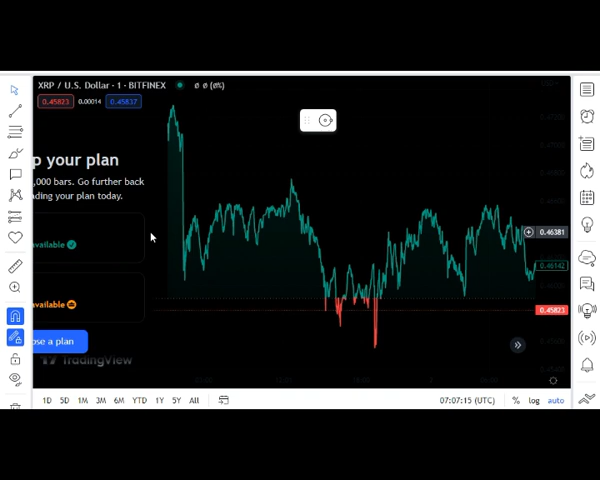 XRP / U.S. Dollar · 1 · BITFINEX ø ø (ø%)
0.45823 0.00014 0.45837
p your plan
,000 bars. Go further back
ading your plan today.
available
available
ose a plan
TradingView
0.46381
0.46142
0.45823
1D 5D 1M 3M 6M YTD 1Y 5Y All
07:07:15 (UTC) % log auto